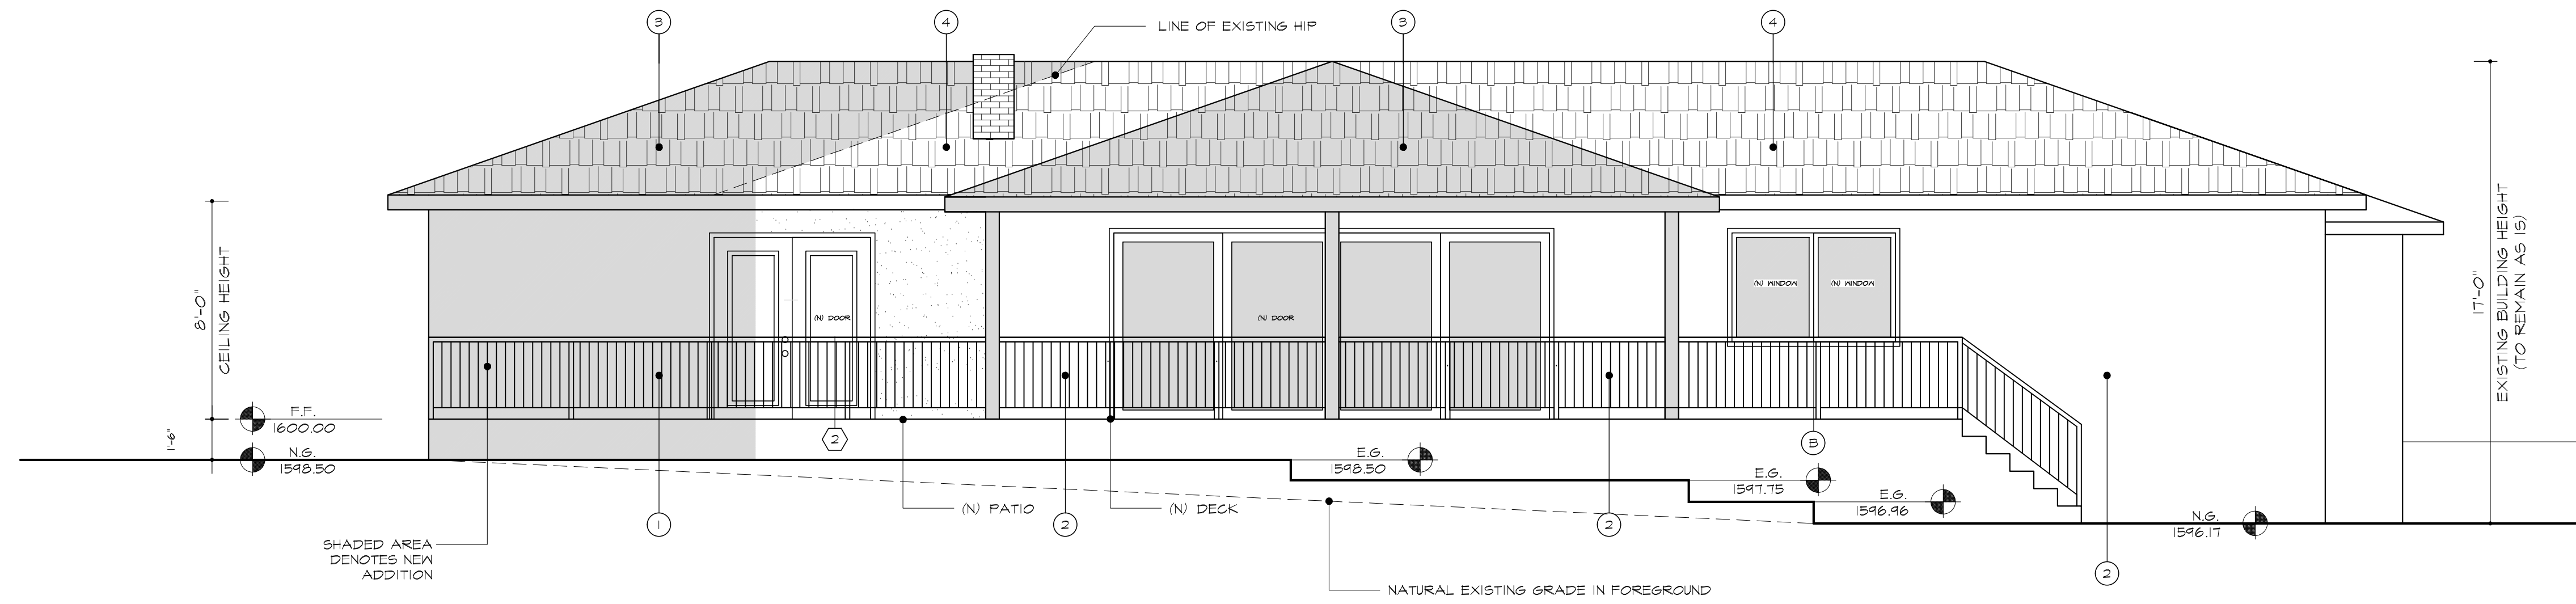 3
4
LINE OF EXISTING HIP
3
4
8'-0"
CEILING HEIGHT
17'-0"
EXISTING BUILDING HEIGHT
(TO REMAIN AS IS)
(N) WINDOW
(N) WINDOW
(N) DOOR
(N) DOOR
F.F.
1600.00
1'-6"
N.G.
1598.50
2
B
E.G.
1598.50
E.G.
1597.75
E.G.
1596.96
N.G.
1596.17
(N) PATIO
(N) DECK
1
2
2
2
SHADED AREA
DENOTES NEW
ADDITION
NATURAL EXISTING GRADE IN FOREGROUND